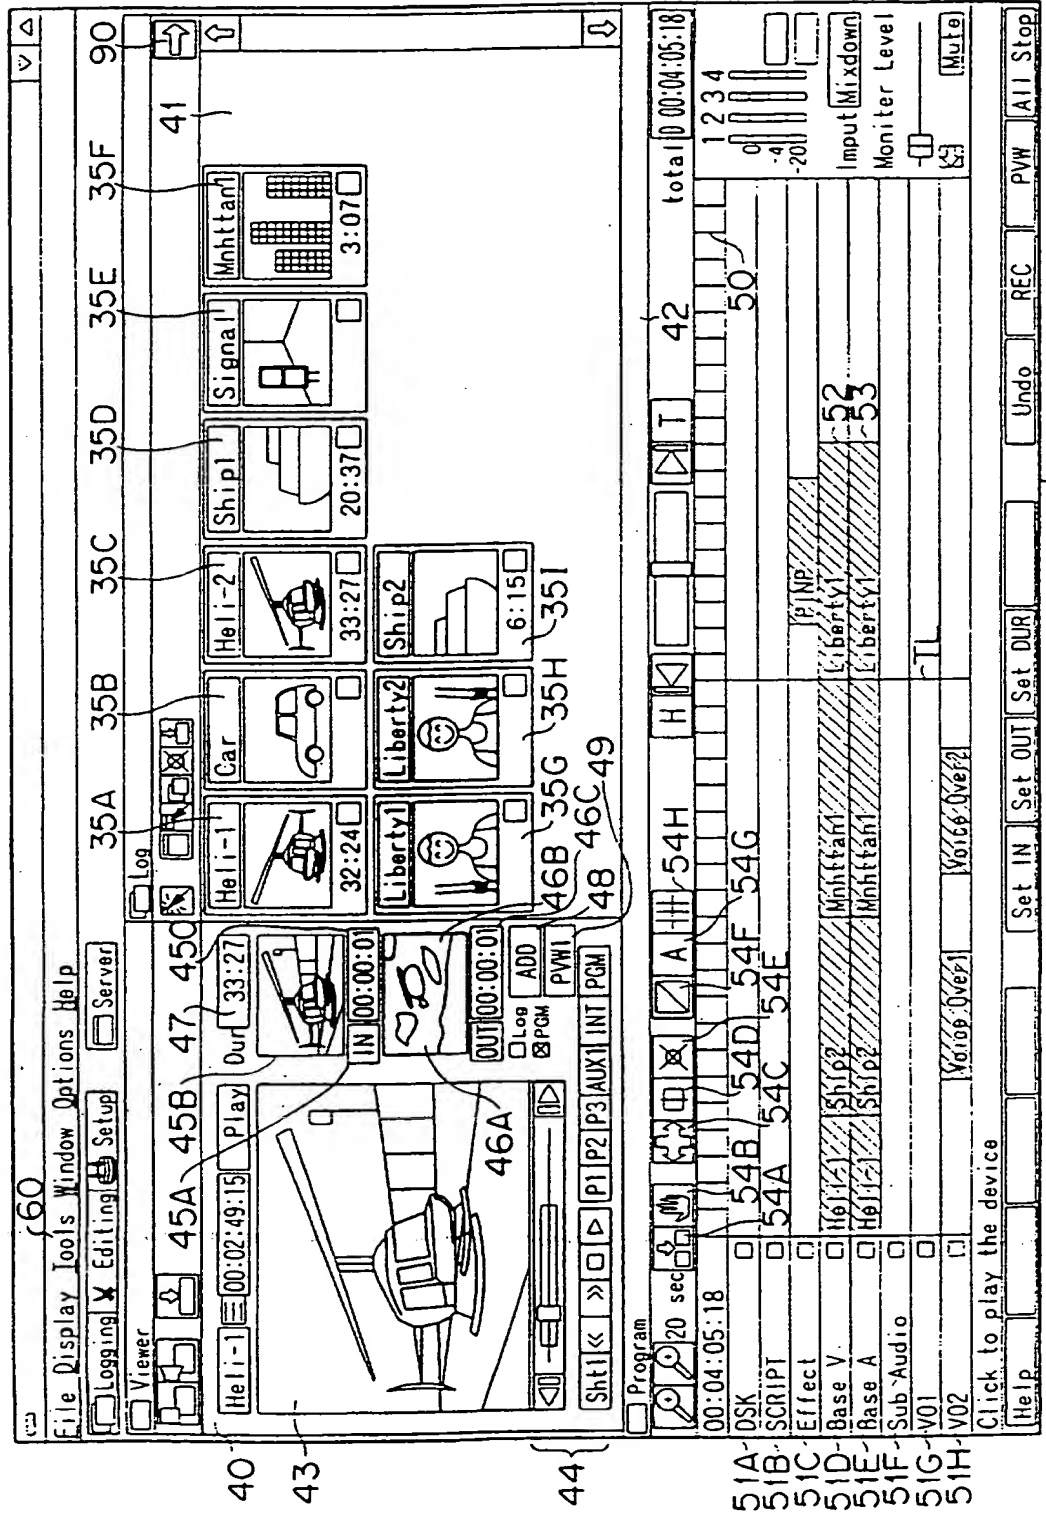 60
File Display Tools Window Options Help
Logging Editing Setup Server
35A 35B 35C 35D 35E 35F 90
Viewer
Log
45A 45B 47 450
40
Heli-1 00:02:49:15 Play
Dur 33:27
43
IN 00:00:01
46A
OUT 00:00:01
Log
PGM
ADD
PVW1
46B
46C
48
49
44
Shtl << >> P1 P2 P3 AUX1 INT PGM
41
Heli-1
32:24
Car
Heli-2
33:27
Ship1
20:37
Signal
Mnhttan1
3:07
Liberty1
Liberty2
Ship2
6:15
35G
35H
35I
Program
20 sec
A
H
T
42
total 00:04:05:18
54A
54B
54C
54D
54E
54F
54G
54H
50
00:04:05:18
51A DSK
51B SCRIPT
51C Effect
PINP
51D Base V
Heli-1 Ship2 Mnhttan1 Liberty1
52
51E Base A
Heli-1 Ship2 Mnhttan1 Liberty1
53
51F Sub Audio
51G VO1
TL
51H VO2
Voice Over1 Voice Over2
1 2 3 4
0
-4
-20
Input Mixdown
Moniter Level
Mute
Click to play the device
Help Set IN Set OUT Set DUR Undo REC PVW All Stop